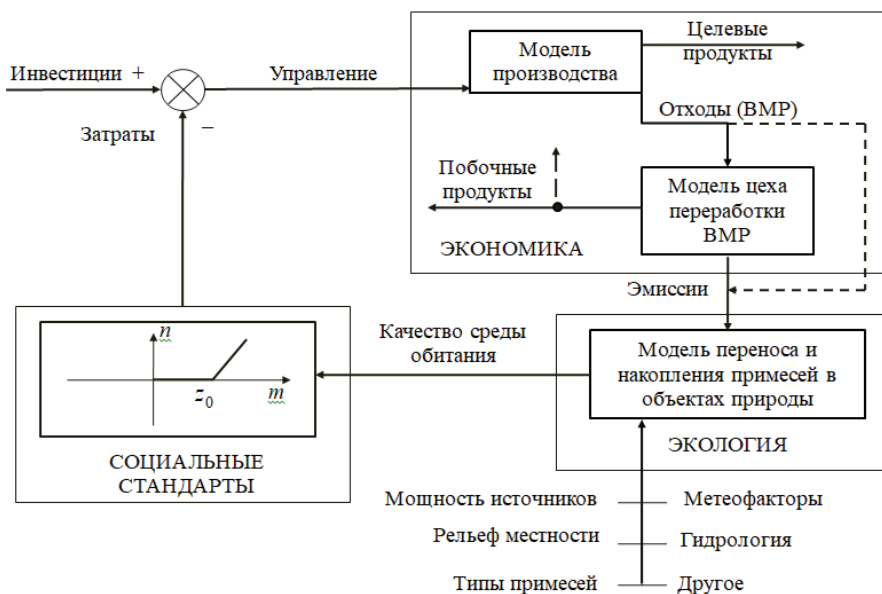 Целевые
продукты
Модель
производства
Инвестиции +
Управление
Затраты
−
Отходы (ВМР)
Побочные
продукты
Модель цеха
переработки
ВМР
ЭКОНОМИКА
Эмиссии
Качество среды
обитания
n
z0
m
СОЦИАЛЬНЫЕ
СТАНДАРТЫ
Модель переноса и
накопления примесей в
объектах природы
ЭКОЛОГИЯ
Мощность источников
Метеофакторы
Рельеф местности
Гидрология
Типы примесей
Другое